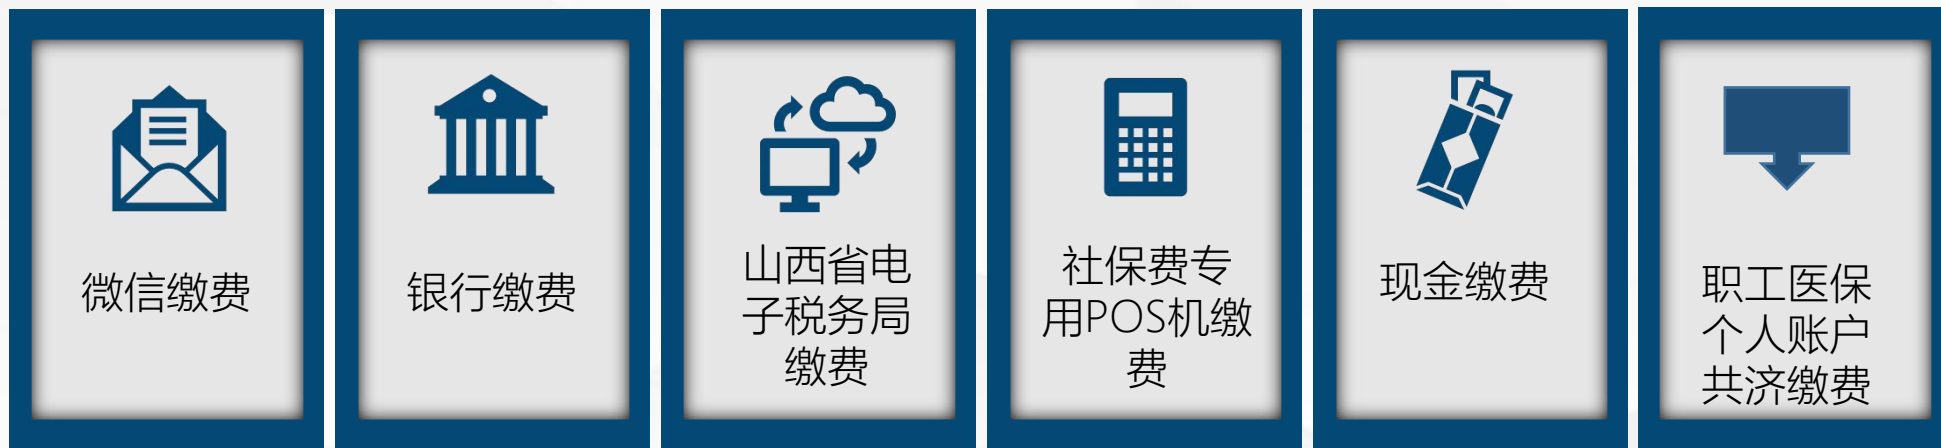 微信缴费
银行缴费
山西省电
子税务局
缴费
社保费专
用POS机缴
费
现金缴费
职工医保
个人账户
共济缴费